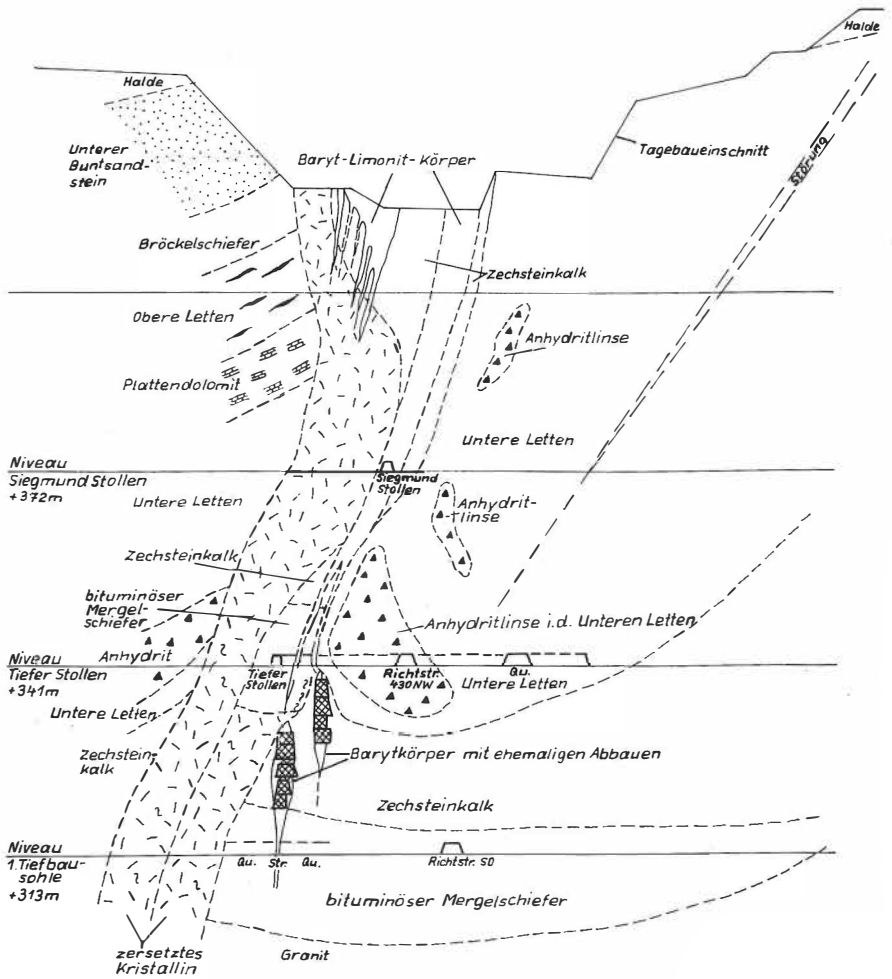 Halde
Halde
Unterer
Buntsand-
stein
Baryt-Limonit-Körper
Tagebaueinschnitt
Störung
Bröckelschiefer
Zechsteinkalk
Obere Letten
Anhydritlinse
Plattendolomit
Untere Letten
Niveau
Siegmund Stollen
+372m
Siegmund
Stollen
Untere Letten
Anhydrit-
linse
Zechsteinkalk
bituminöser
Mergel-
schiefer
Anhydritlinse i.d. Unteren Letten
Anhydrit
Niveau
Tiefer Stollen
+341m
Tiefer
Stollen
Richtstr.
430NW
Qu.
Untere Letten
Untere Letten
Zechstein-
kalk
Barytkörper mit ehemaligen Abbauen
Zechsteinkalk
Niveau
1.Tiefbau-
sohle
+313m
Qu. Str. Qu.
Richtstr. SO
bituminöser Mergelschiefer
zersetztes
Kristallin
Granit